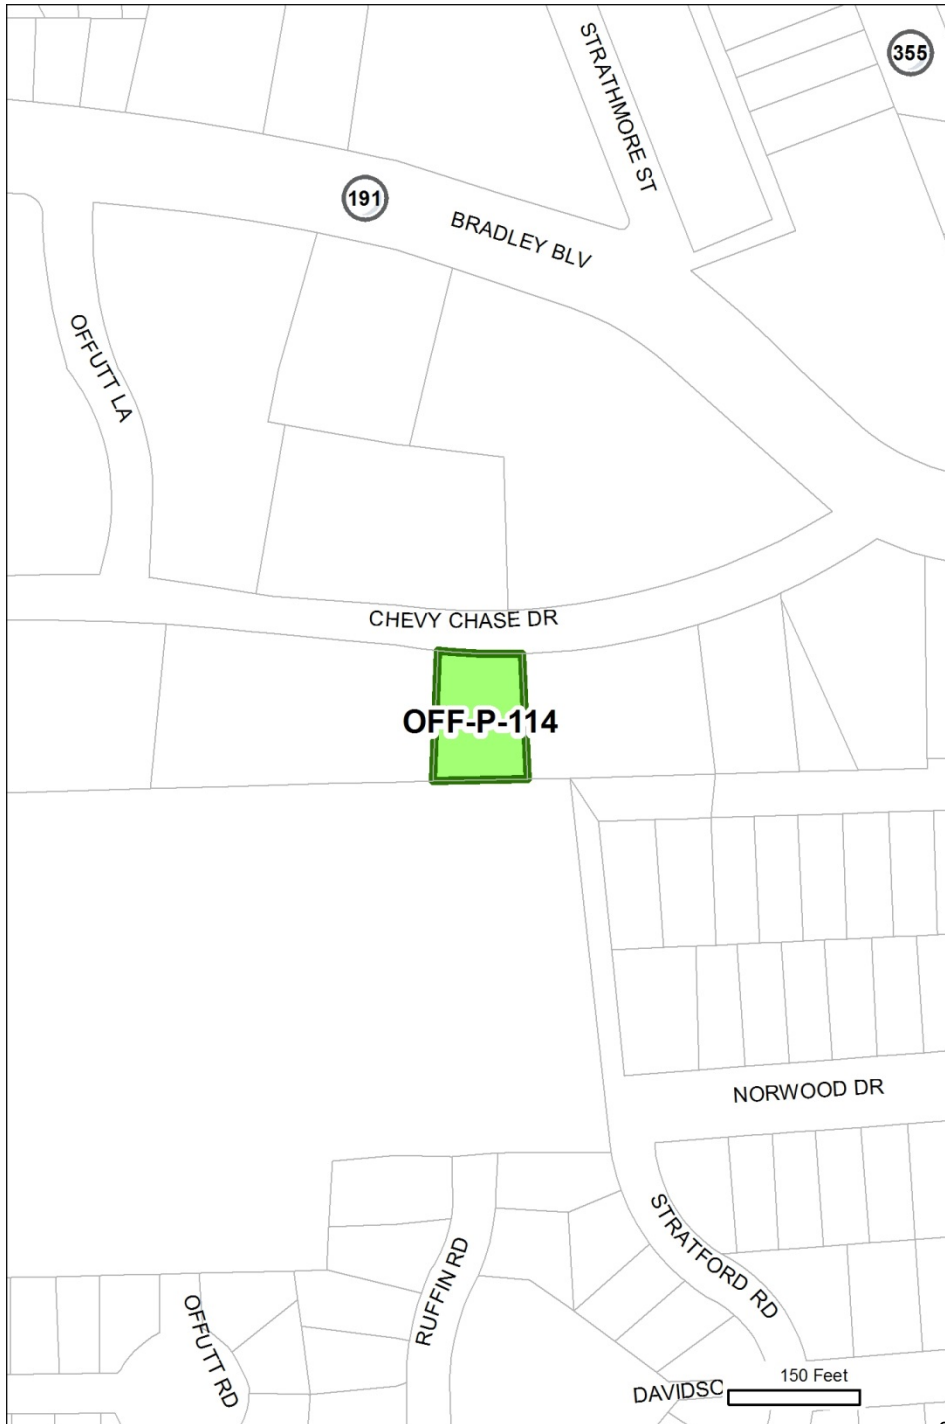 STRATHMORE ST
355
191
BRADLEY BLV
OFFUTT LA
CHEVY CHASE DR
OFF-P-114
NORWOOD DR
STRATFORD RD
RUFFIN RD
OFFUTT RD
150 Feet
DAVIDSC